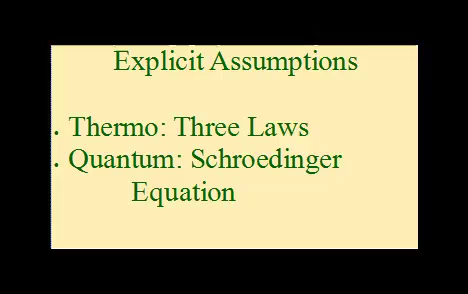 Explicit Assumptions
. Thermo: Three Laws
. Quantum: Schroedinger
Equation